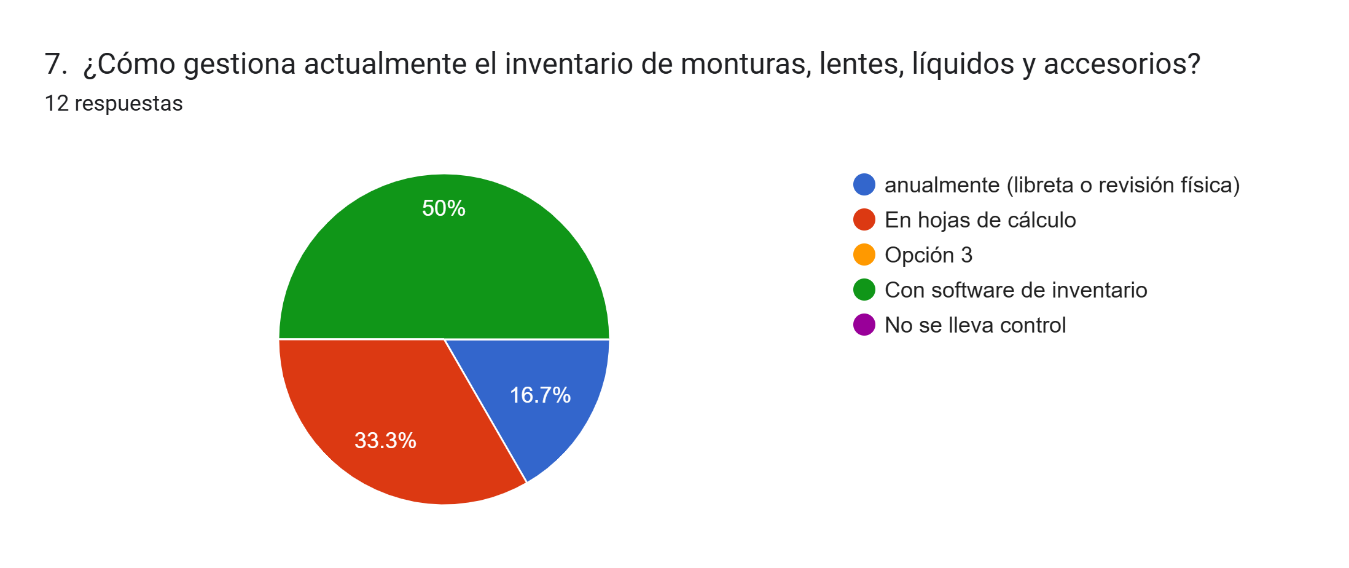 7.  ¿Cómo gestiona actualmente el inventario de monturas, lentes, líquidos y accesorios?
12 respuestas
50%
16.7%
33.3%
anualmente (libreta o revisión física)
En hojas de cálculo
Opción 3
Con software de inventario
No se lleva control